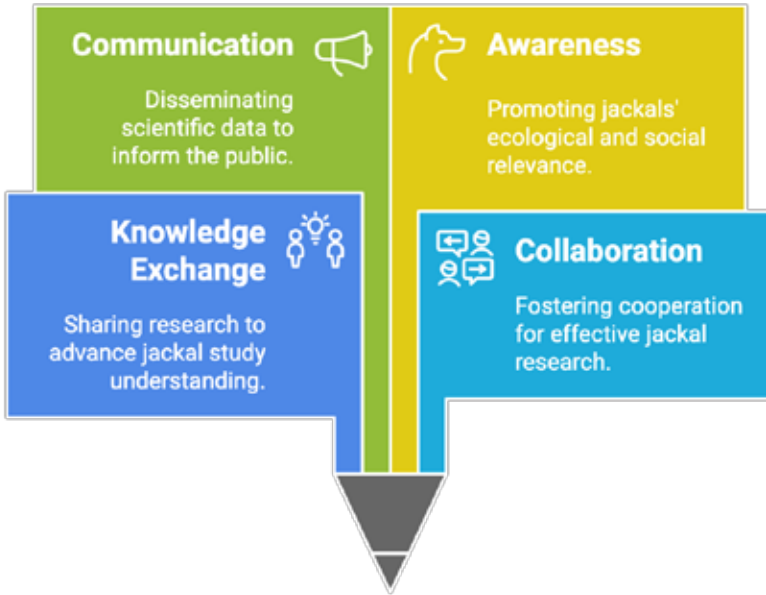 Communication
Disseminating
scientific data to
inform the public.
Awareness
Promoting jackals'
ecological and social
relevance.
Knowledge
Exchange
Sharing research to
advance jackal study
understanding.
Collaboration
Fostering cooperation
for effective jackal
research.